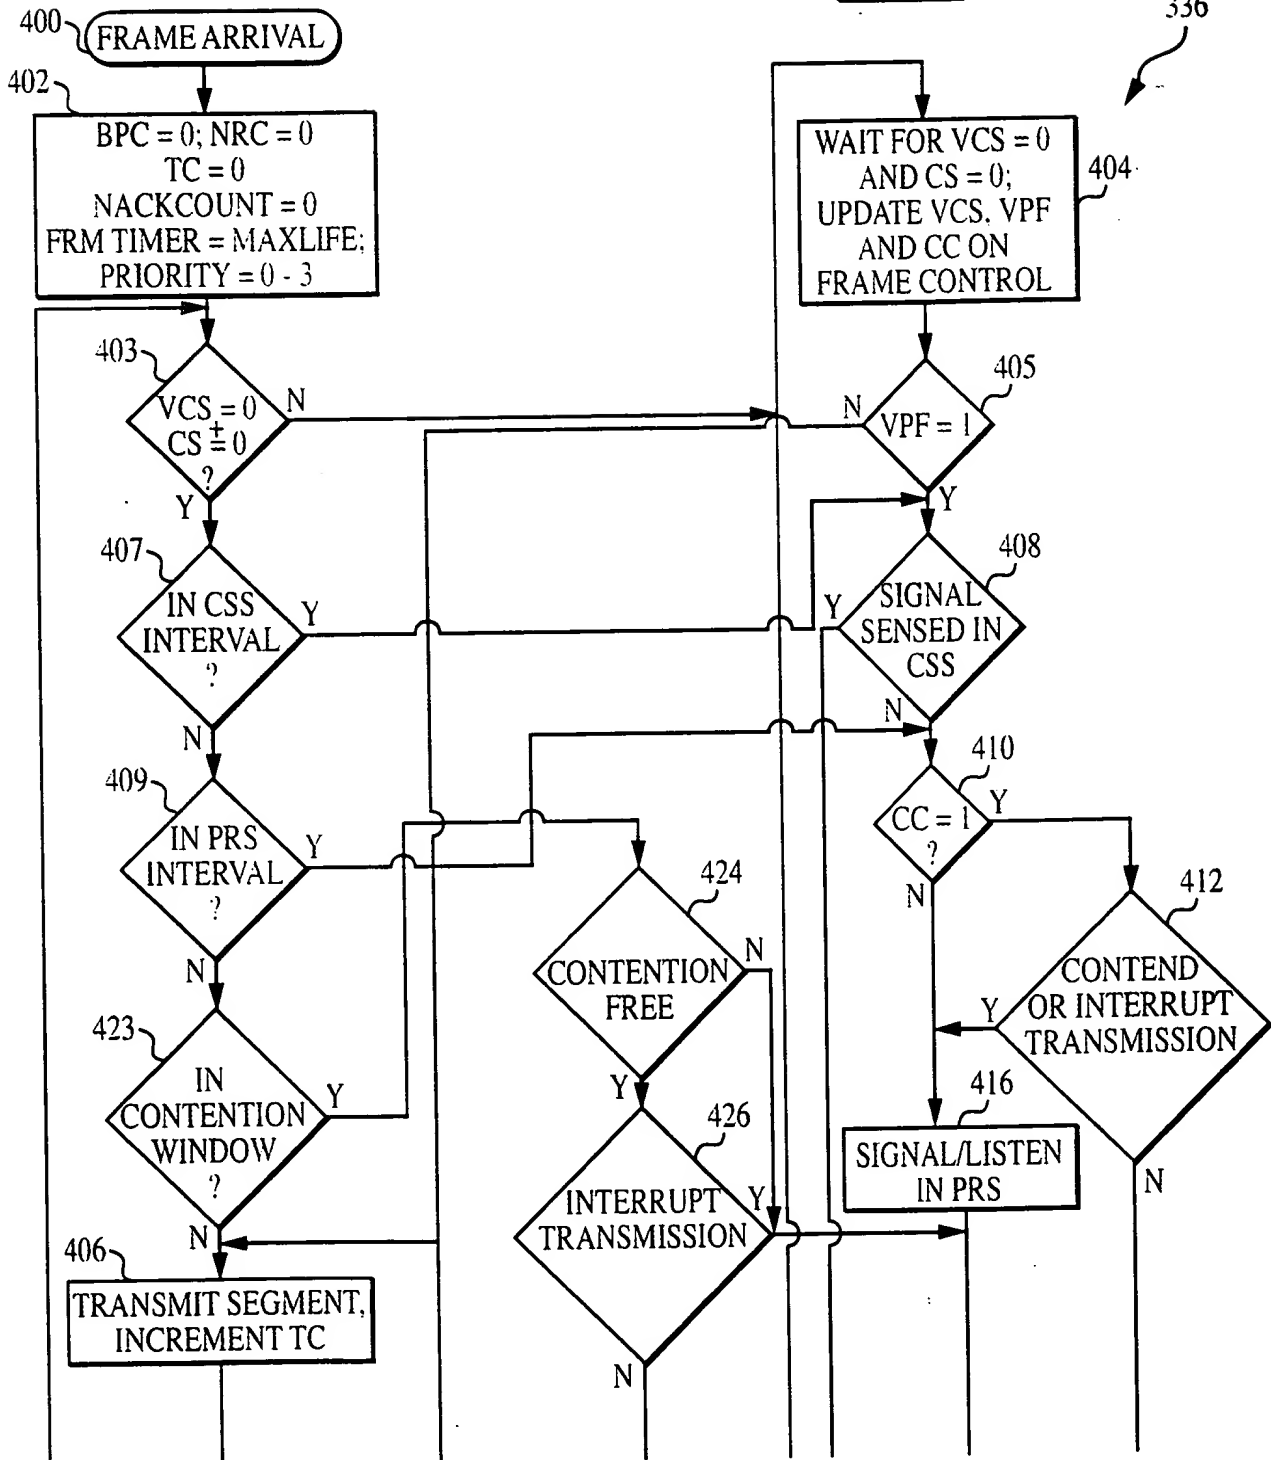 336
400
FRAME ARRIVAL
402
BPC = 0; NRC = 0
TC = 0
NACKCOUNT = 0
FRM TIMER = MAXLIFE;
PRIORITY = 0 - 3
WAIT FOR VCS = 0
AND CS = 0;
UPDATE VCS, VPF
AND CC ON
FRAME CONTROL
404
403
VCS = 0
+
CS = 0
?
N
Y
405
VPF = 1
N
Y
407
IN CSS
INTERVAL
?
Y
N
408
SIGNAL
SENSED IN
CSS
Y
N
409
IN PRS
INTERVAL
?
Y
N
410
CC = 1
?
Y
N
424
CONTENTION
FREE
N
Y
412
CONTEND
OR INTERRUPT
TRANSMISSION
Y
N
423
IN
CONTENTION
WINDOW
?
Y
N
426
INTERRUPT
TRANSMISSION
Y
N
416
SIGNAL/LISTEN
IN PRS
406
TRANSMIT SEGMENT,
INCREMENT TC